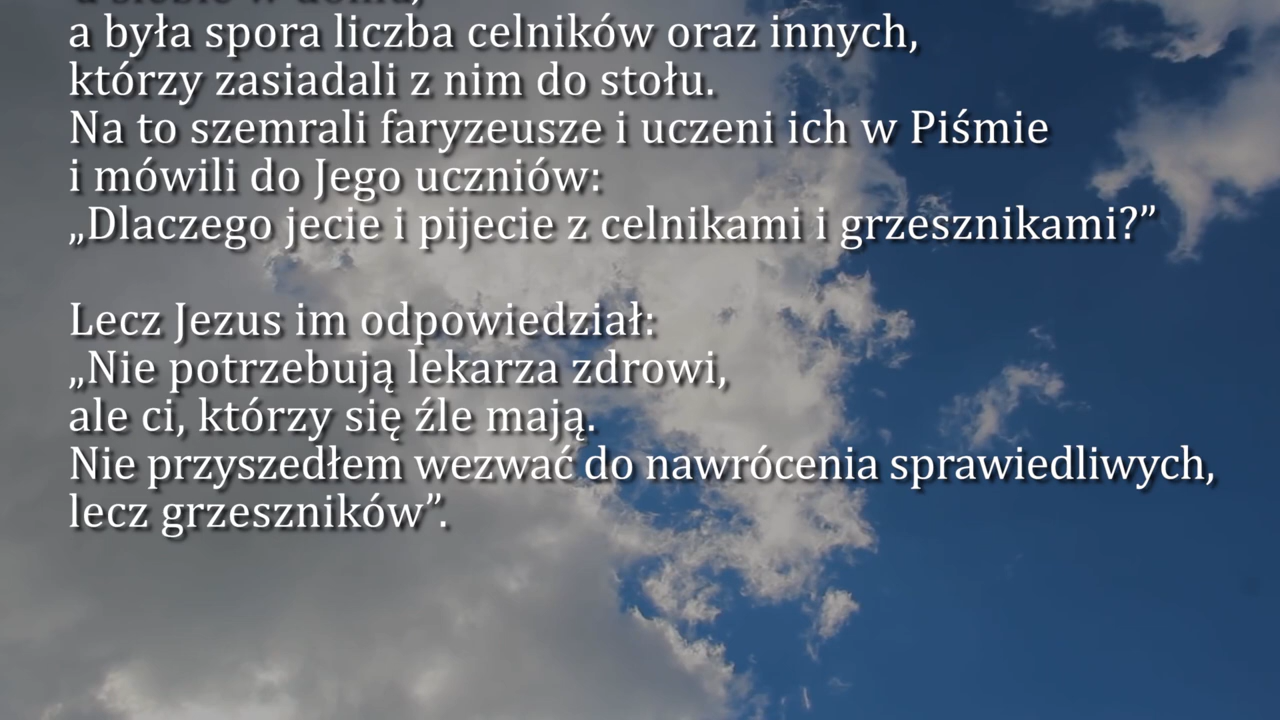 a była spora liczba celników oraz innych,
którzy zasiadali z nim do stołu.
Na to szemrali faryzeusze i uczeni ich w Piśmie
i mówili do Jego uczniów:
„Dlaczego jecie i pijecie z celnikami i grzesznikami?”
Lecz Jezus im odpowiedział:
„Nie potrzebują lekarza zdrowi,
ale ci, którzy się źle mają.
Nie przyszedłem wezwać do nawrócenia sprawiedliwych,
lecz grzeszników”.